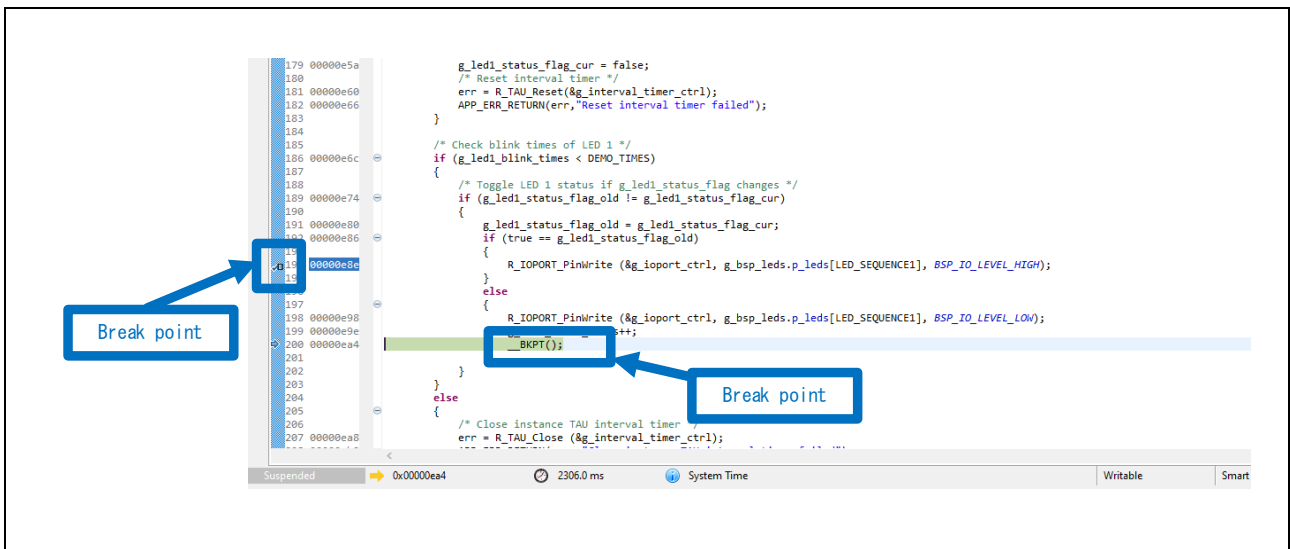 179 00000e5a g_led1_status_flag_cur = false;
180 /* Reset interval timer */
181 00000e60 err = R_TAU_Reset(&g_interval_timer_ctrl);
182 00000e66 APP_ERR_RETURN(err,"Reset interval timer failed");
183 }
184
185 /* Check blink times of LED 1 */
186 00000e6c if (g_led1_blink_times < DEMO_TIMES)
187 {
188 /* Toggle LED 1 status if g_led1_status_flag changes */
189 00000e74 if (g_led1_status_flag_old != g_led1_status_flag_cur)
190 {
191 00000e80 g_led1_status_flag_old = g_led1_status_flag_cur;
192 00000e86 if (true == g_led1_status_flag_old)
19 {
19 00000e8e R_IOPORT_PinWrite (&g_ioport_ctrl, g_bsp_leds.p_leds[LED_SEQUENCE1], BSP_IO_LEVEL_HIGH);
19 }
else
197 {
198 00000e98 R_IOPORT_PinWrite (&g_ioport_ctrl, g_bsp_leds.p_leds[LED_SEQUENCE1], BSP_IO_LEVEL_LOW);
199 00000e9e s++;
200 00000ea4 __BKPT();
201
202 }
203 }
204 else
205 {
206 /* Close instance TAU interval timer */
207 00000ea8 err = R_TAU_Close (&g_interval_timer_ctrl);
Break point
Break point
Suspended 0x00000ea4 2306.0 ms System Time Writable Smart